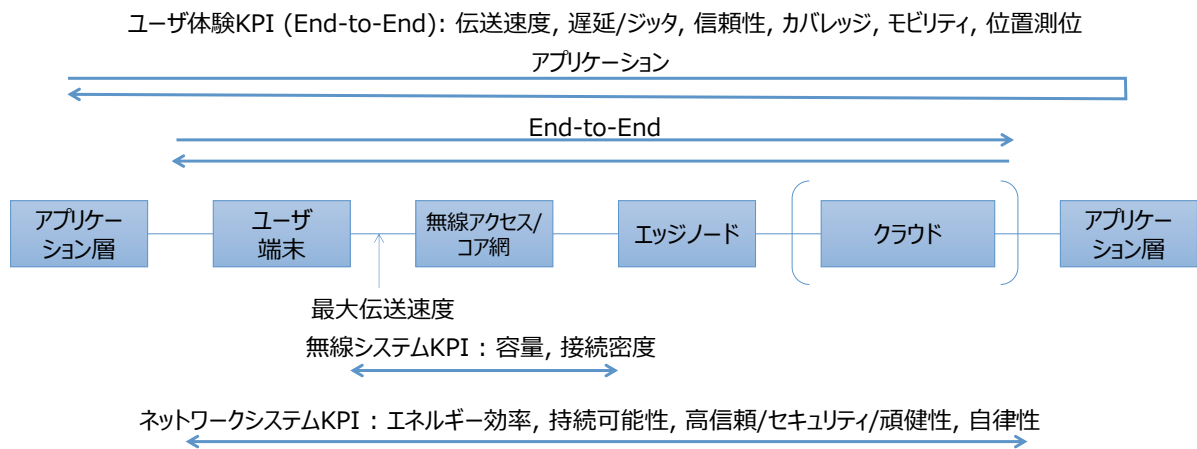 ユーザ体験KPI (End-to-End): 伝送速度, 遅延/ジッタ, 信頼性, カバレッジ, モビリティ, 位置測位
アプリケーション
End-to-End
アプリケー
ション層
ユーザ
端末
無線アクセス/
コア網
エッジノード
クラウド
アプリケー
ション層
最大伝送速度
無線システムKPI : 容量, 接続密度
ネットワークシステムKPI : エネルギー効率, 持続可能性, 高信頼/セキュリティ/頑健性, 自律性